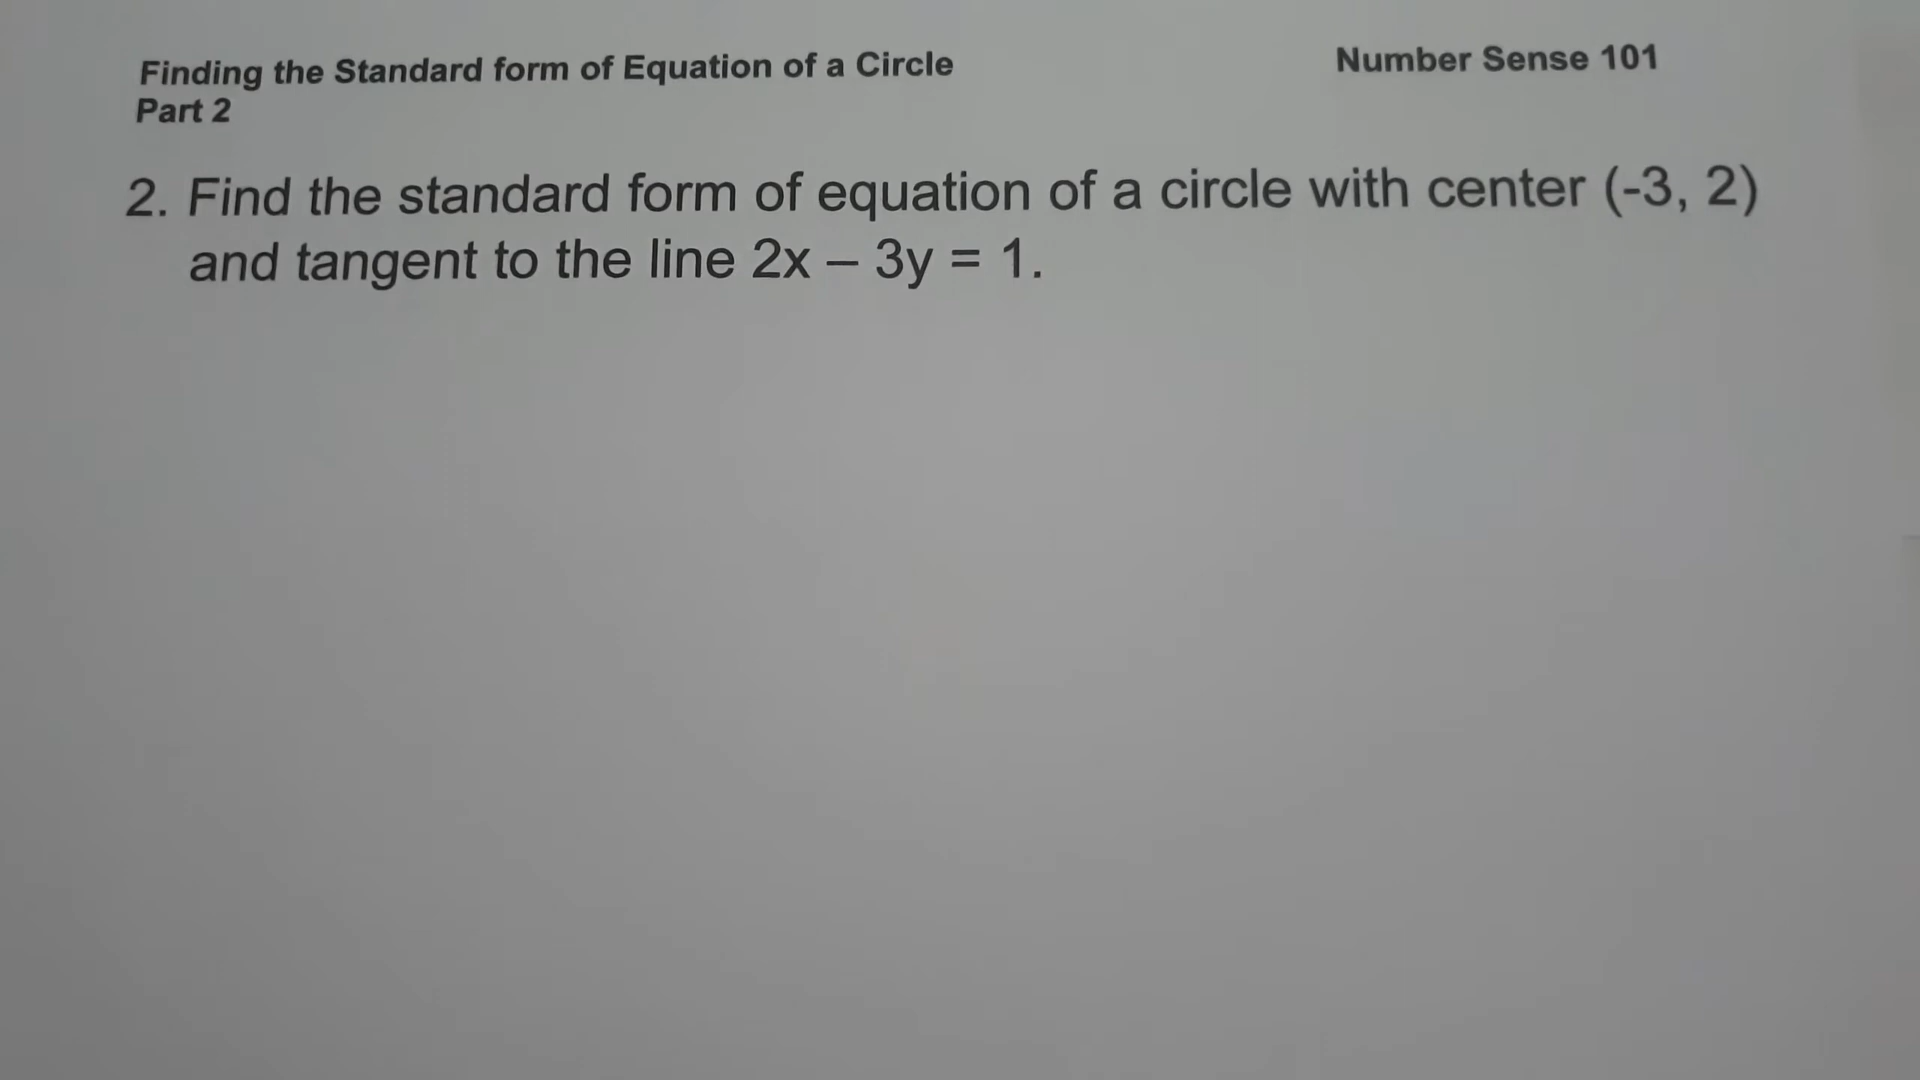 Finding the Standard form of Equation of a Circle
Number Sense 101
Part 2
2. Find the standard form of equation of a circle with center (-3, 2)
and tangent to the line 2x – 3y = 1.